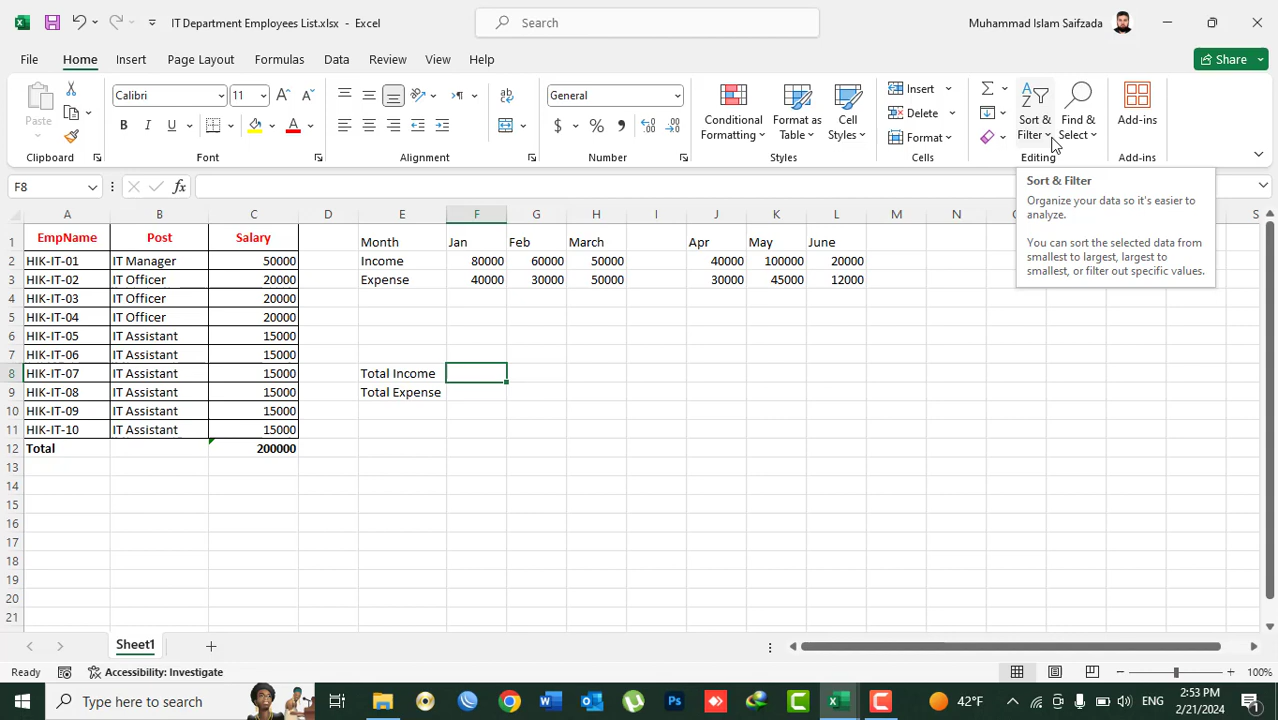 IT Department Employees List.xlsx - Excel
Search
Muhammad Islam Saifzada
File Home Insert Page Layout Formulas Data Review View Help
Share
Paste
Clipboard
Calibri 11
B I U
Font
Alignment
General
$ % ,
Number
Conditional Formatting
Format as Table
Cell Styles
Styles
Insert
Delete
Format
Cells
Sort & Filter
Find & Select
Editing
Add-ins
Add-ins
F8
fx
Sort & Filter
Organize your data so it's easier to
analyze.
You can sort the selected data from
smallest to largest, largest to
smallest, or filter out specific values.
A B C D E F G H I J K L M N S
1 EmpName Post Salary Month Jan Feb March Apr May June
2 HIK-IT-01 IT Manager 50000 Income 80000 60000 50000 40000 100000 20000
3 HIK-IT-02 IT Officer 20000 Expense 40000 30000 50000 30000 45000 12000
4 HIK-IT-03 IT Officer 20000
5 HIK-IT-04 IT Officer 20000
6 HIK-IT-05 IT Assistant 15000
7 HIK-IT-06 IT Assistant 15000
8 HIK-IT-07 IT Assistant 15000 Total Income
9 HIK-IT-08 IT Assistant 15000 Total Expense
10 HIK-IT-09 IT Assistant 15000
11 HIK-IT-10 IT Assistant 15000
12 Total 200000
13
14
15
16
17
18
19
20
21
Sheet1
Ready Accessibility: Investigate 100%
Type here to search
42°F
ENG
2:53 PM
2/21/2024